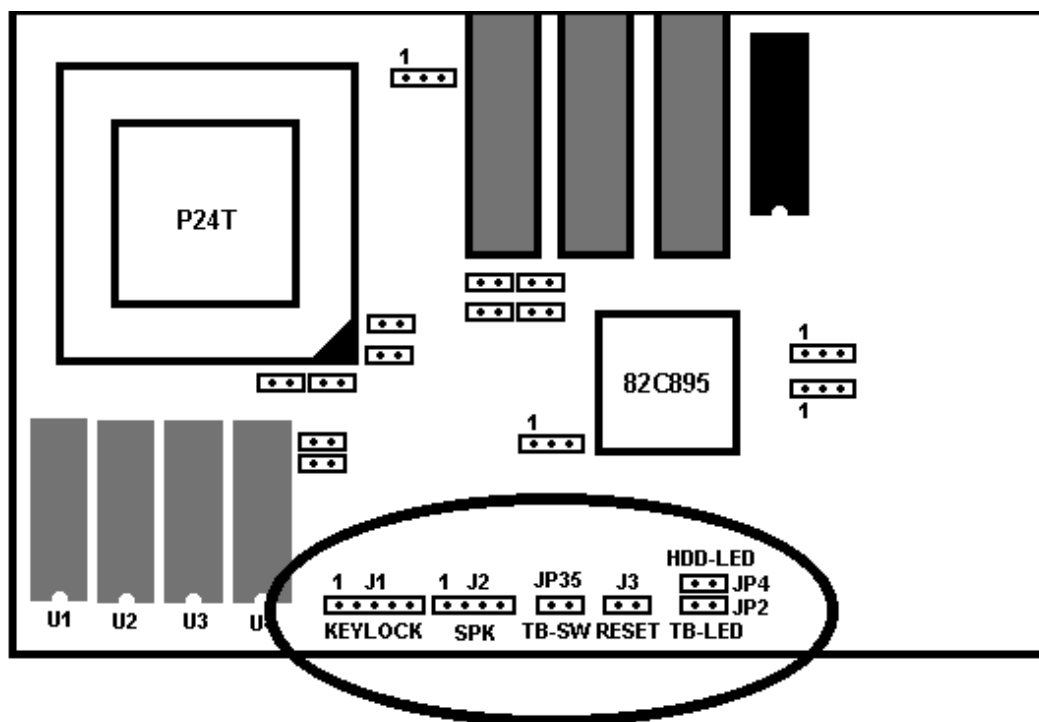 1
P24T
82C895
1
1
1
HDD-LED
1 J1 1 J2 JP35 J3 JP4
JP2
U1 U2 U3 KEYLOCK SPK TB-SW RESET TB-LED